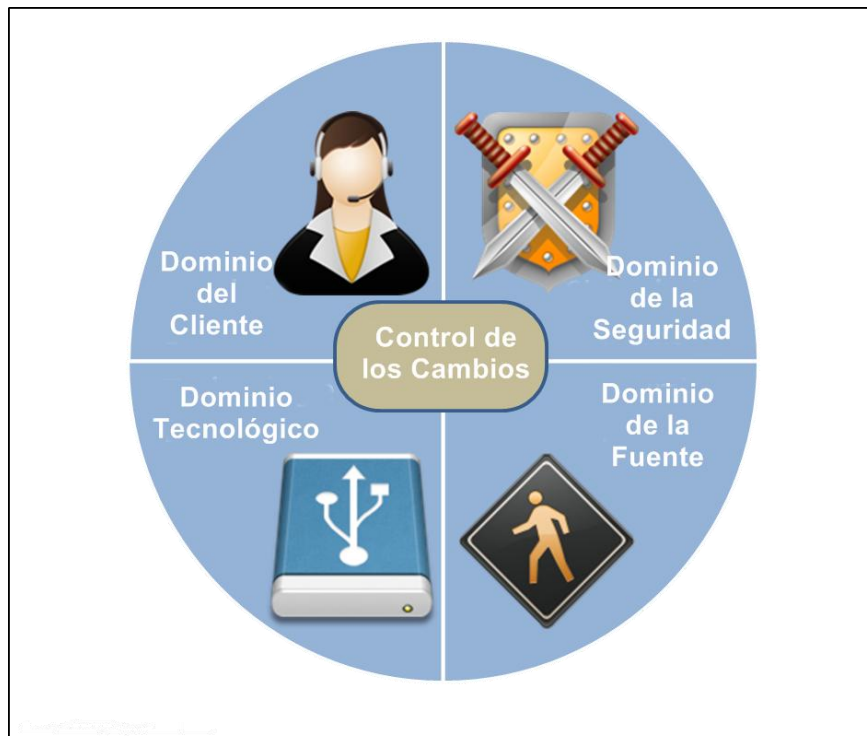 Dominio
del
Cliente
Dominio
de la
Seguridad
Control de
los Cambios
Dominio
Tecnológico
Dominio
de la
Fuente